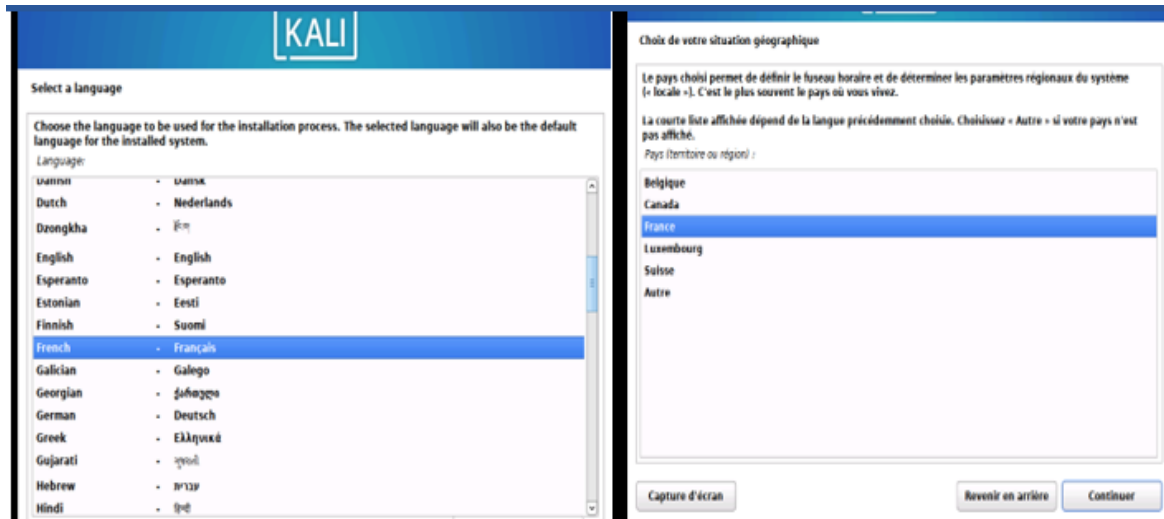 KALI
Select a language
Choose the language to be used for the installation process. The selected language will also be the default
language for the installed system.
Language:
Danish - Dansk
Dutch - Nederlands
Dzongkha -
English - English
Esperanto - Esperanto
Estonian - Eesti
Finnish - Suomi
French - Français
Galician - Galego
Georgian - ქართული
German - Deutsch
Greek - Ελληνικά
Gujarati - ગુજરાતી
Hebrew - עברית
Hindi - हिन्दी
Choix de votre situation géographique
Le pays choisi permet de définir le fuseau horaire et de déterminer les paramètres régionaux du système
(« locale »). C'est le plus souvent le pays où vous vivez.
La courte liste affichée dépend de la langue précédemment choisie. Choisissez « Autre » si votre pays n'est
pas affiché.
Pays (territoire ou région) :
Belgique
Canada
France
Luxembourg
Suisse
Autre
Capture d'écran
Revenir en arrière
Continuer